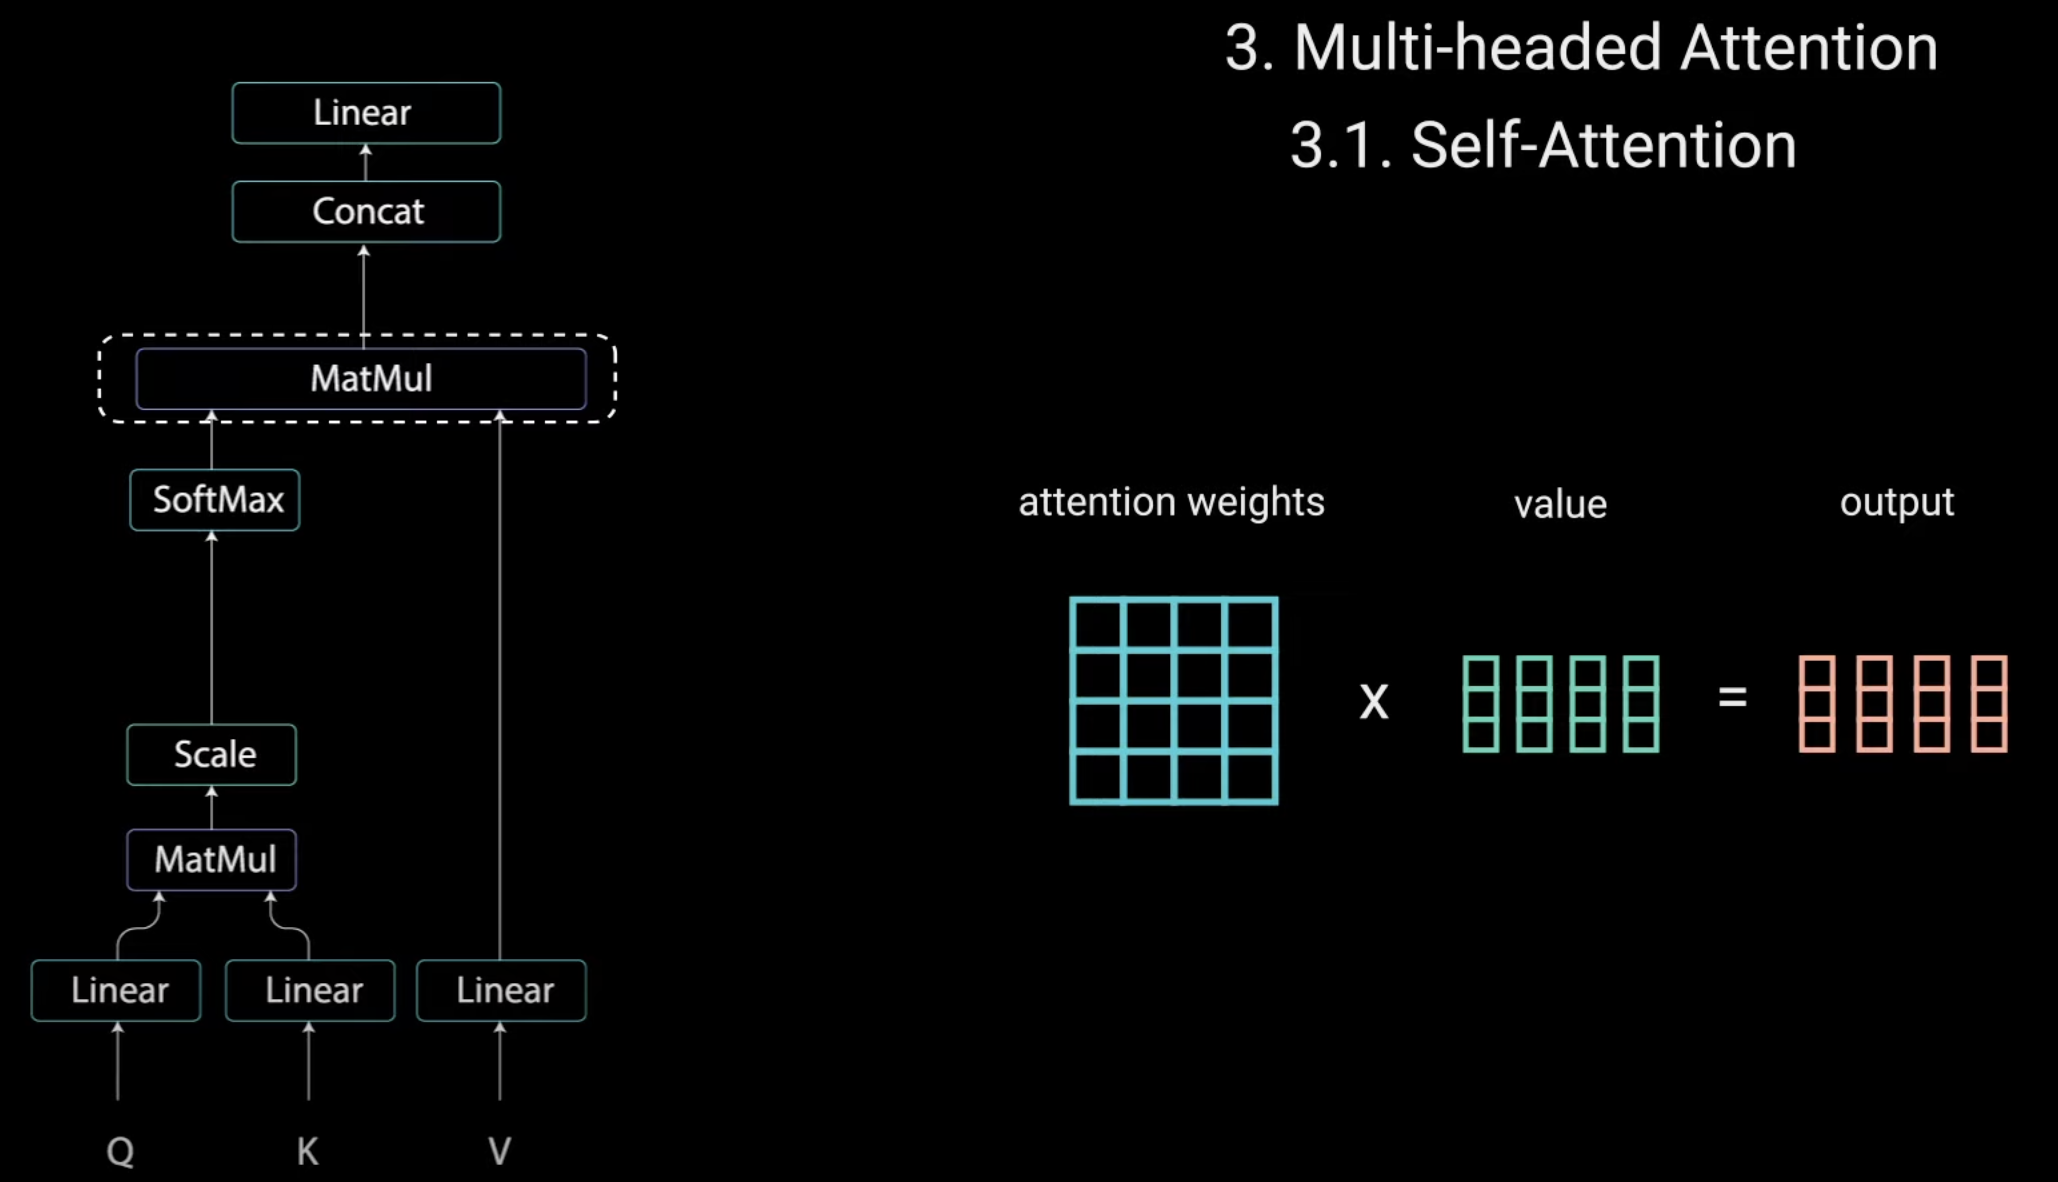 3. Multi-headed Attention
3.1. Self-Attention
Linear
Concat
MatMul
SoftMax
Scale
MatMul
Linear Linear Linear
Q K V
attention weights value output
x =